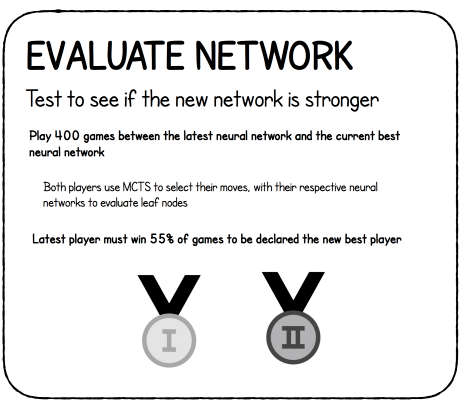 EVALUATE NETWORK
Test to see if the new network is stronger
Play 400 games between the latest neural network and the current best
neural network
Both players use MCTS to select their moves, with their respective neural
networks to evaluate leaf nodes
Latest player must win 55% of games to be declared the new best player
I
II